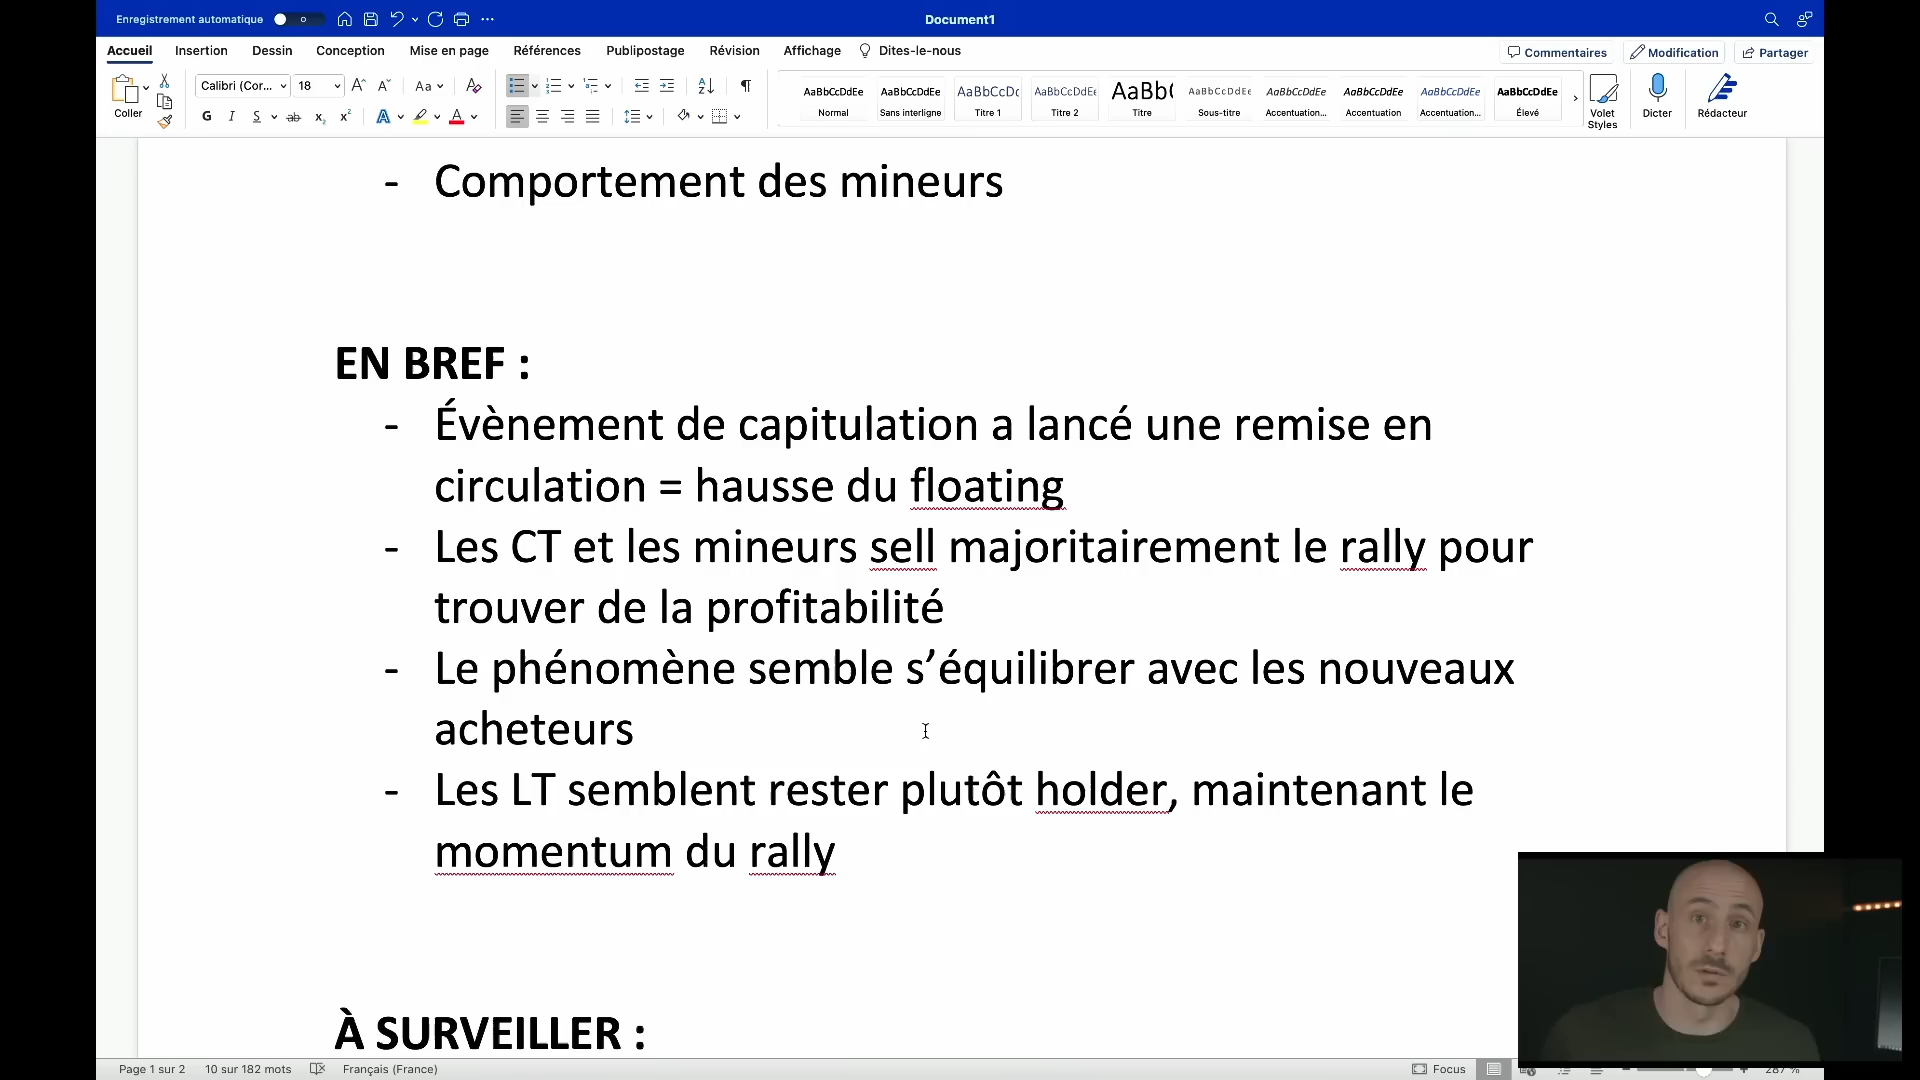 Enregistrement automatique
Document1
Accueil Insertion Dessin Conception Mise en page Références Publipostage Révision Affichage Dites-le-nous
Commentaires Modification Partager
Coller
Calibri (Cor... 18
G I S ab x₂ x²
AaBbCcDdEe Normal
AaBbCcDdEe Sans interligne
AaBbCcDc Titre 1
AaBbCcDdEe Titre 2
AaBb( Titre
AaBbCcDdEe Sous-titre
AaBbCcDdEe Accentuation...
AaBbCcDdEe Accentuation
AaBbCcDdEe Accentuation...
AaBbCcDdEe Élevé
Volet Styles
Dicter
Rédacteur
- Comportement des mineurs
EN BREF :
- Évènement de capitulation a lancé une remise en
circulation = hausse du floating
- Les CT et les mineurs sell majoritairement le rally pour
trouver de la profitabilité
- Le phénomène semble s’équilibrer avec les nouveaux
acheteurs
- Les LT semblent rester plutôt holder, maintenant le
momentum du rally
À SURVEILLER :
Page 1 sur 2 10 sur 182 mots Français (France)
Focus 287 %